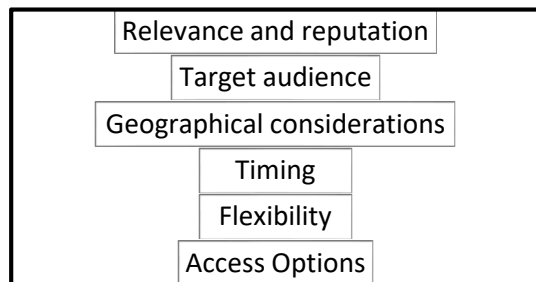 Relevance and reputation
Target audience
Geographical considerations
Timing
Flexibility
Access Options